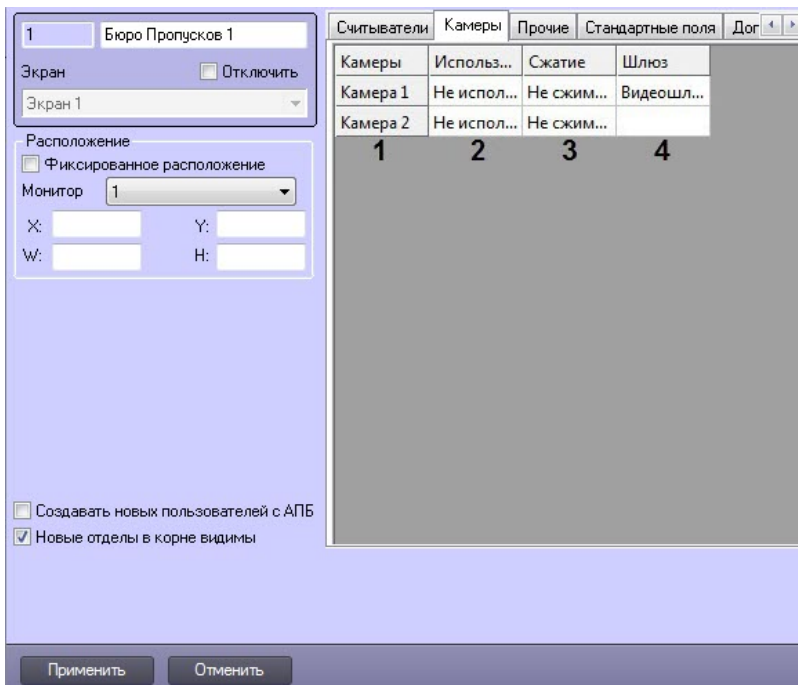 1 Бюро Пропусков 1
Экран Отключить
Экран 1
Расположение
Фиксированное расположение
Монитор 1
X: Y:
W: H:
Создавать новых пользователей с АПБ
Новые отделы в корне видимы
Считыватели Камеры Прочие Стандартные поля Дог
Камеры Использ... Сжатие Шлюз
Камера 1 Не испол... Не сжим... Видеошл...
Камера 2 Не испол... Не сжим...
1 2 3 4
Применить Отменить